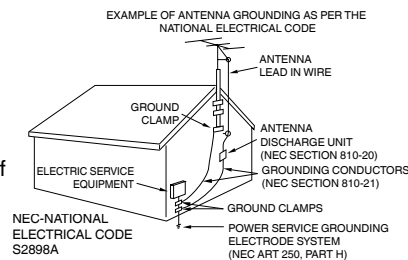 EXAMPLE OF ANTENNA GROUNDING AS PER THE
NATIONAL ELECTRICAL CODE
ANTENNA
LEAD IN WIRE
GROUND
CLAMP
ANTENNA
DISCHARGE UNIT
(NEC SECTION 810-20)
of
ELECTRIC SERVICE
EQUIPMENT
GROUNDING CONDUCTORS
(NEC SECTION 810-21)
GROUND CLAMPS
NEC-NATIONAL
ELECTRICAL CODE
S2898A
POWER SERVICE GROUNDING
ELECTRODE SYSTEM
(NEC ART 250, PART H)